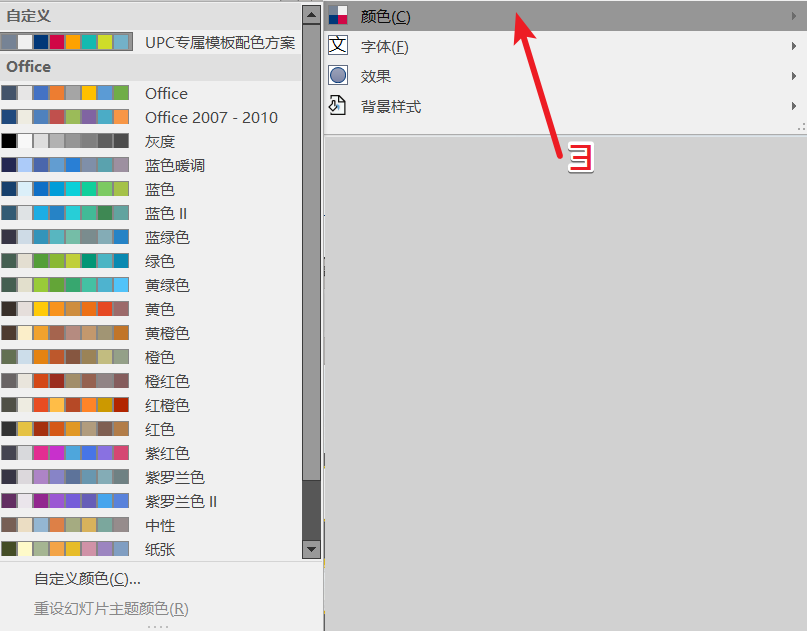 自定义
UPC专属模板配色方案
Office
Office
Office 2007 - 2010
灰度
蓝色暖调
蓝色
蓝色 II
蓝绿色
绿色
黄绿色
黄色
黄橙色
橙色
橙红色
红橙色
红色
紫红色
紫罗兰色
紫罗兰色 II
中性
纸张
自定义颜色(C)...
重设幻灯片主题颜色(R)
颜色(C)
文 字体(F)
效果
背景样式